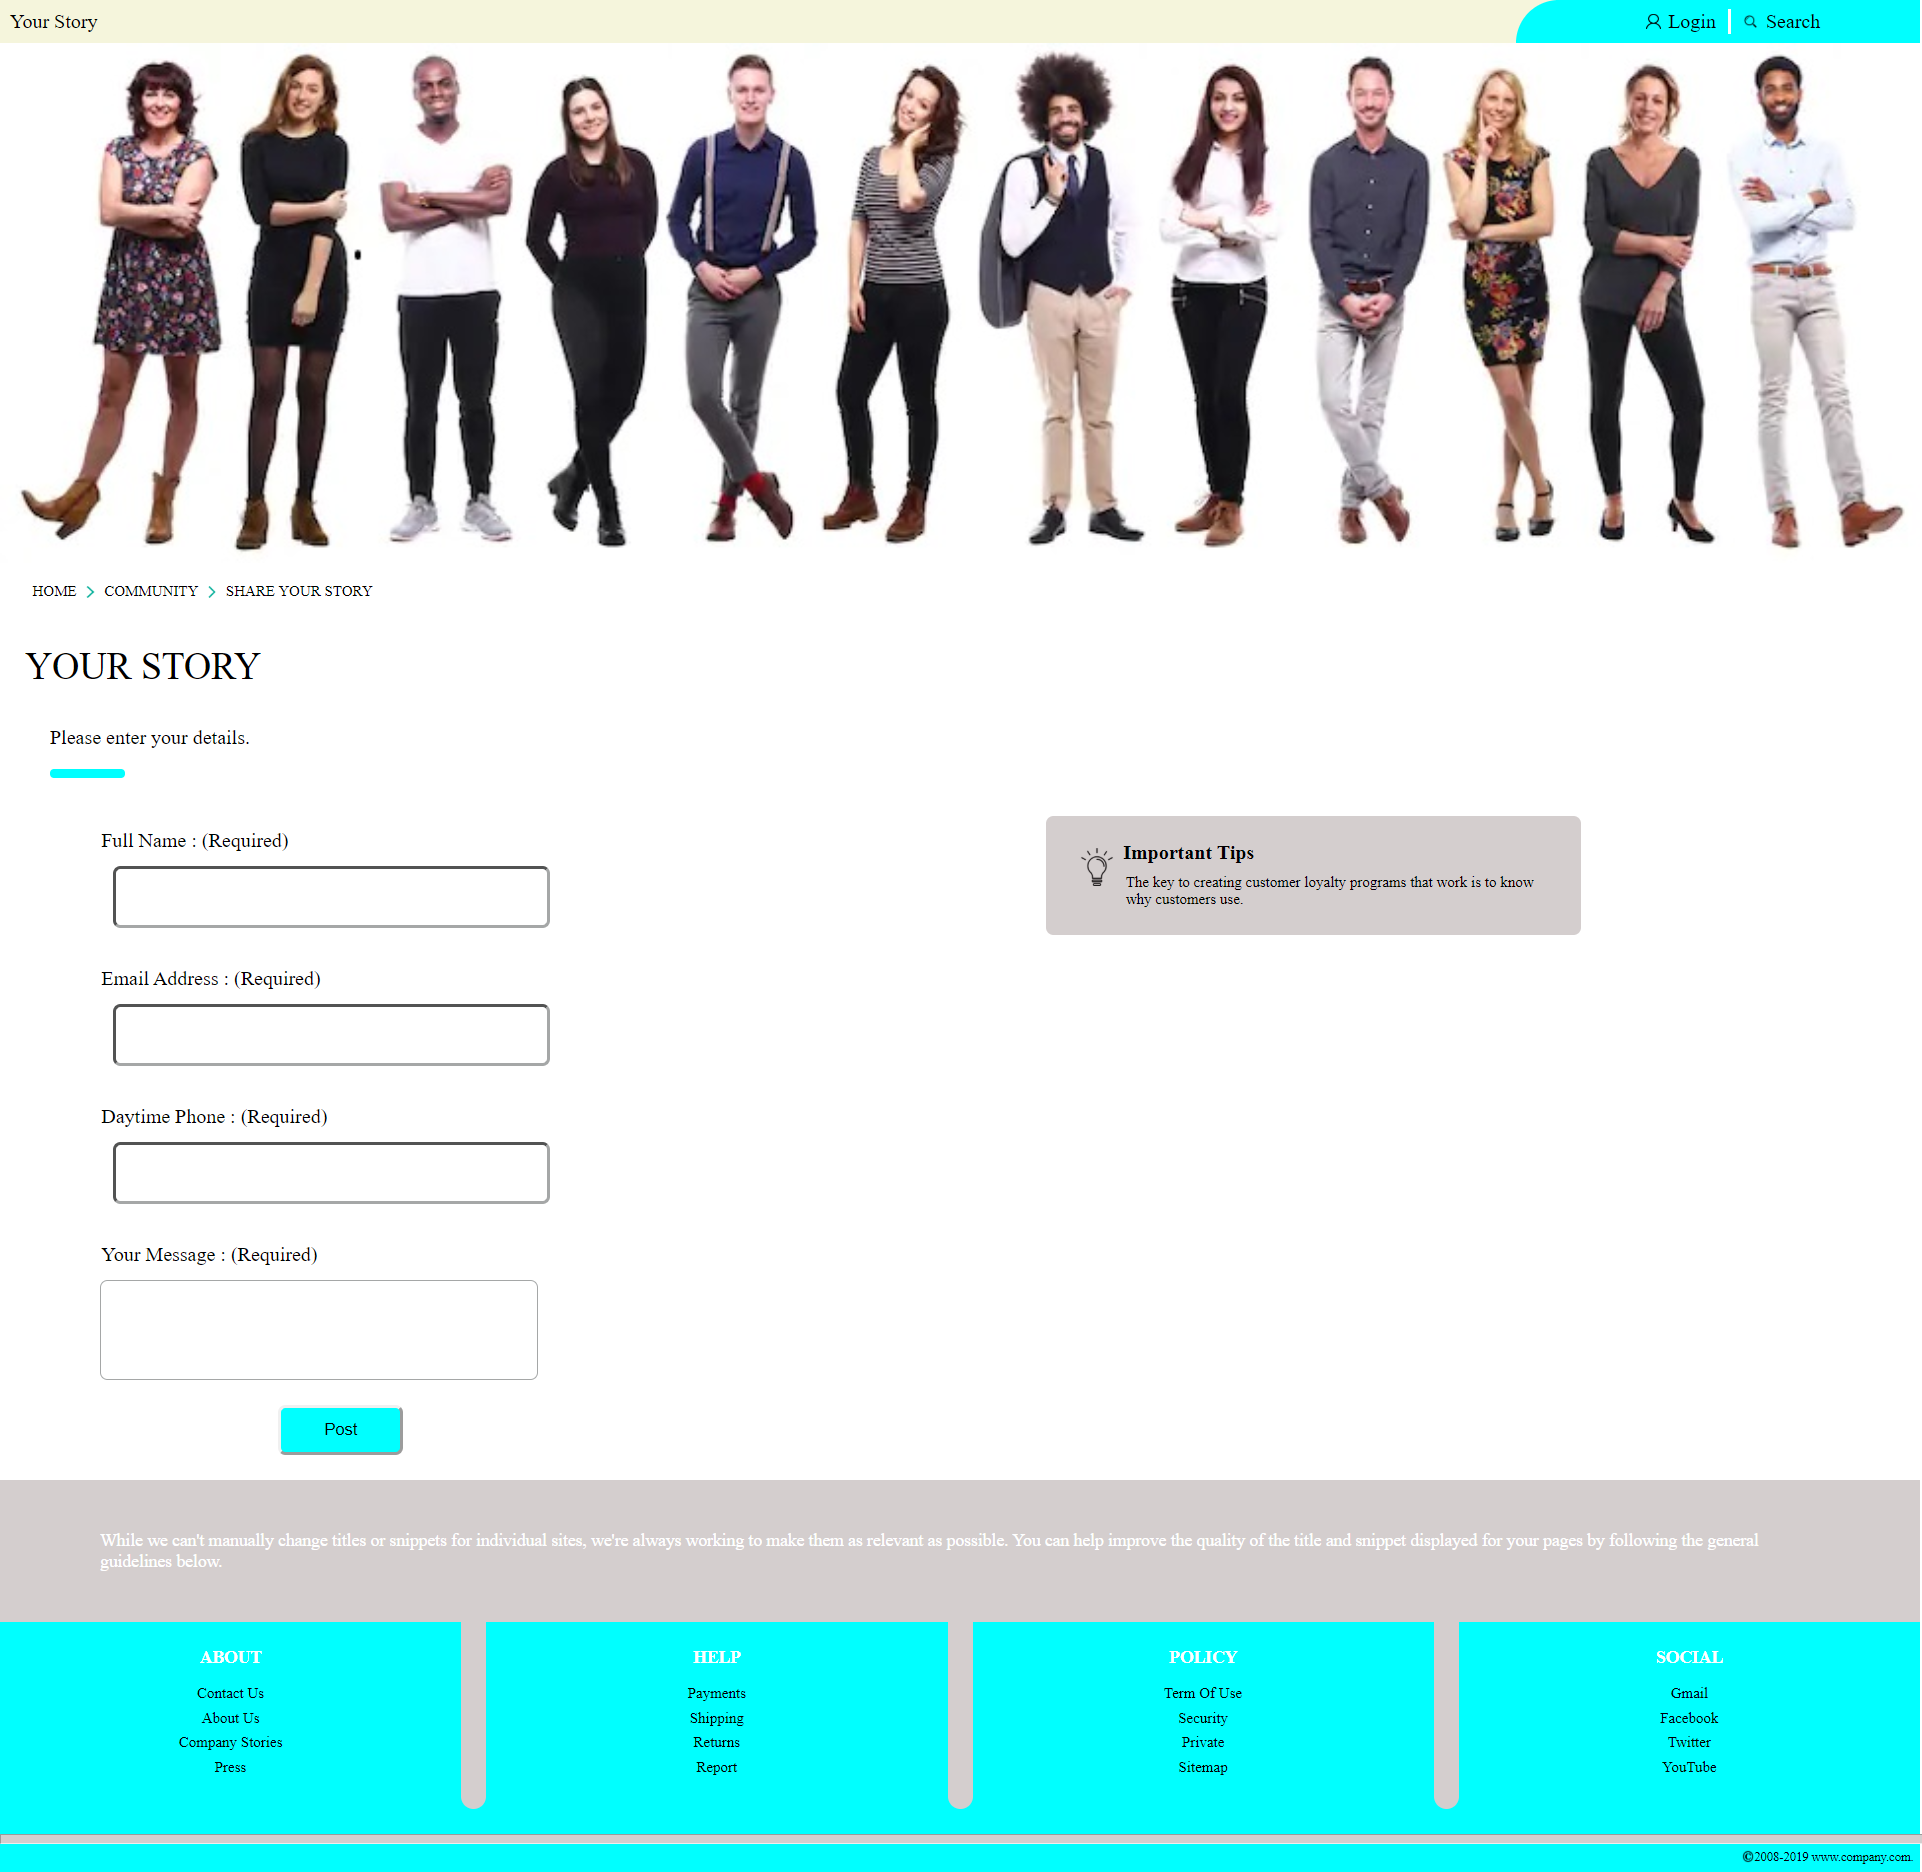 Your Story
Login
Search
HOME
COMMUNITY
SHARE YOUR STORY
YOUR STORY
Please enter your details.
Full Name : (Required)
Important Tips
The key to creating customer loyalty programs that work is to know
why customers use.
Email Address : (Required)
Daytime Phone : (Required)
Your Message : (Required)
Post
While we can't manually change titles or snippets for individual sites, we're always working to make them as relevant as possible. You can help improve the quality of the title and snippet displayed for your pages by following the general
guidelines below.
ABOUT
Contact Us
About Us
Company Stories
Press
HELP
Payments
Shipping
Returns
Report
POLICY
Term Of Use
Security
Private
Sitemap
SOCIAL
Gmail
Facebook
Twitter
YouTube
©2008-2019 www.company.com.